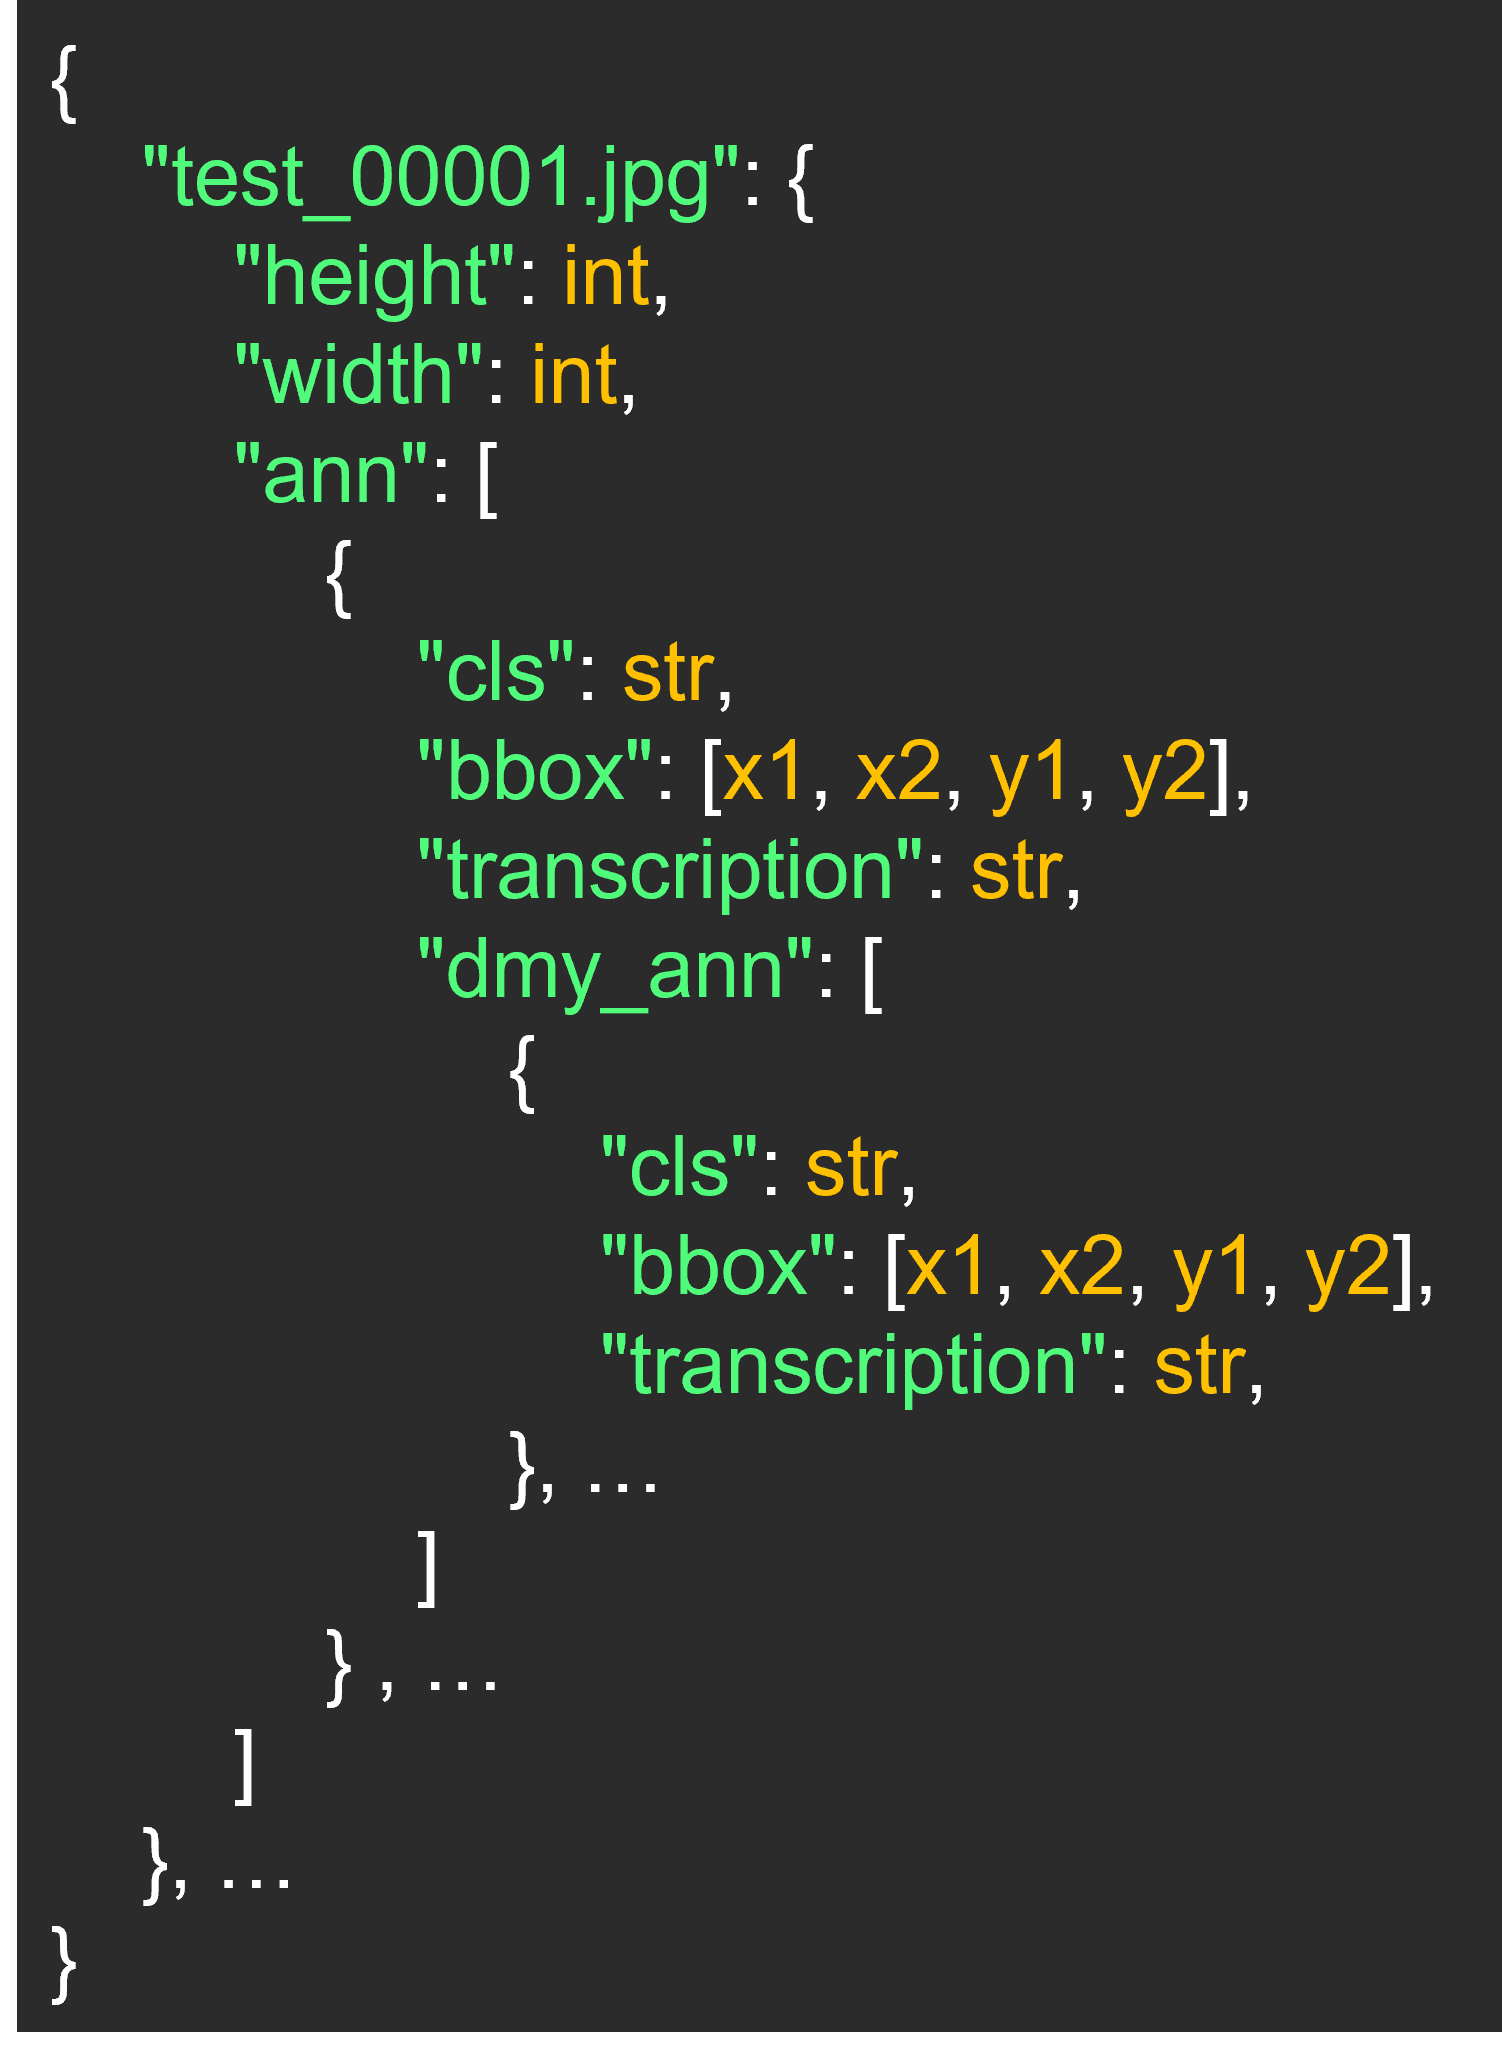 {
"test_00001.jpg": {
"height": int,
"width": int,
"ann": [
{
"cls": str,
"bbox": [x1, x2, y1, y2],
"transcription": str,
"dmy_ann": [
{
"cls": str,
"bbox": [x1, x2, y1, y2],
"transcription": str,
}, ...
]
} , ...
]
}, ...
}